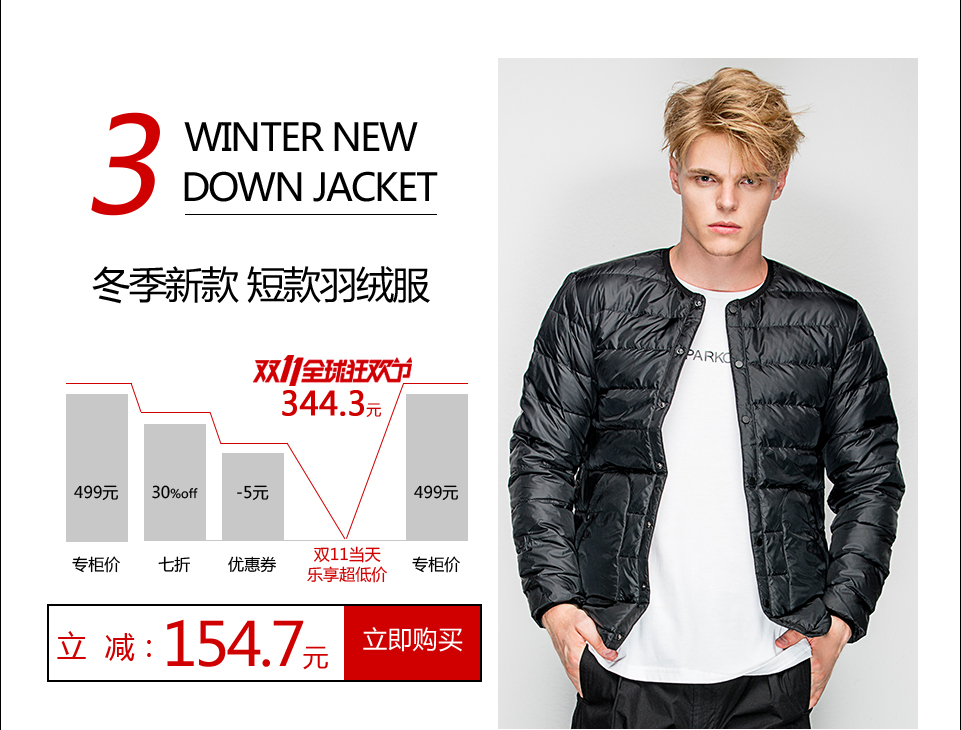 3
WINTER NEW
DOWN JACKET
冬季新款 短款羽绒服
双11全球狂欢节
344.3元
499元
30%off
-5元
499元
专柜价
七折
优惠券
双11当天
乐享超低价
专柜价
立 减:154.7元
立即购买
PARKO